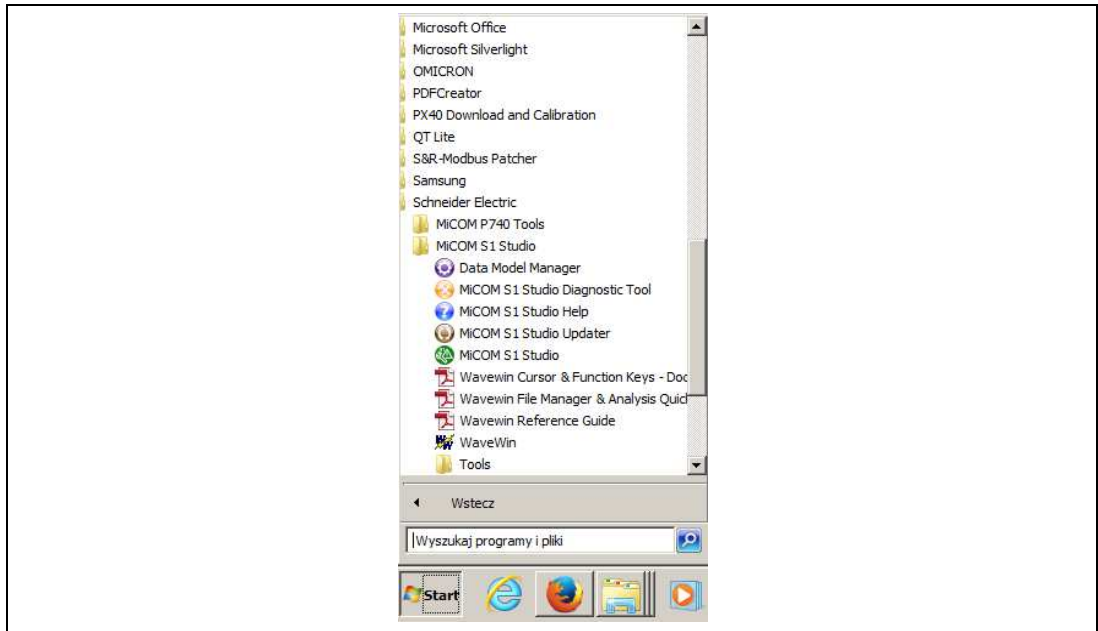 Microsoft Office
Microsoft Silverlight
OMICRON
PDFCreator
PX40 Download and Calibration
QT Lite
S&R-Modbus Patcher
Samsung
Schneider Electric
MiCOM P740 Tools
MiCOM S1 Studio
Data Model Manager
MiCOM S1 Studio Diagnostic Tool
MiCOM S1 Studio Help
MiCOM S1 Studio Updater
MiCOM S1 Studio
Wavewin Cursor & Function Keys - Doc
Wavewin File Manager & Analysis Quic
Wavewin Reference Guide
WaveWin
Tools
Wstecz
Wyszukaj programy i pliki
Start